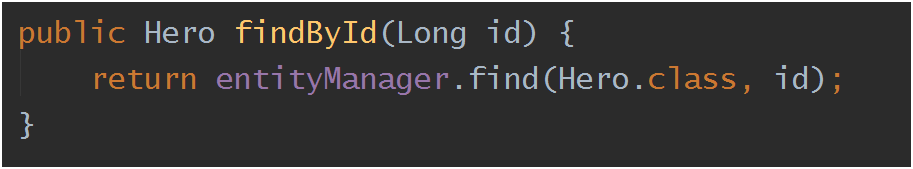 public Hero findById(Long id) {
    return entityManager.find(Hero.class, id);
}